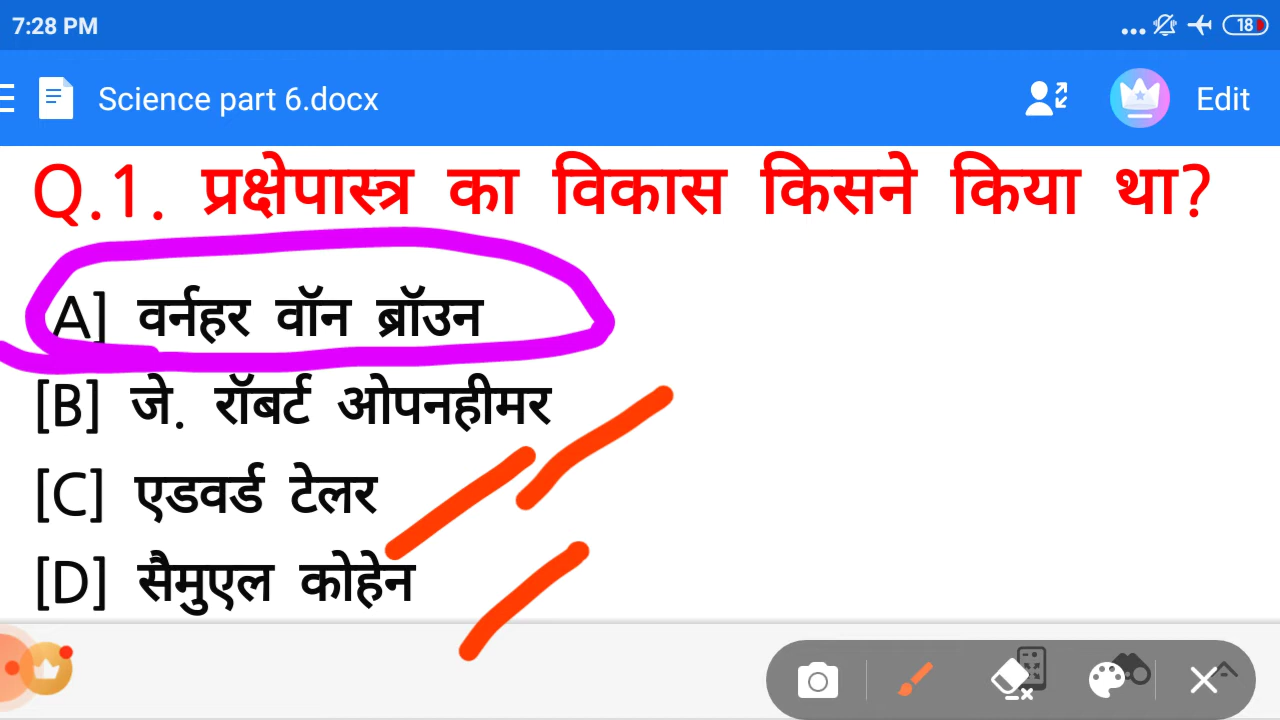 7:28 PM
18
Science part 6.docx
Edit
Q.1. प्रक्षेपास्त्र का विकास किसने किया था?
A] वर्नहर वॉन ब्रॉउन
[B] जे. रॉबर्ट ओपनहीमर
[C] एडवर्ड टेलर
[D] सैमुएल कोहेन